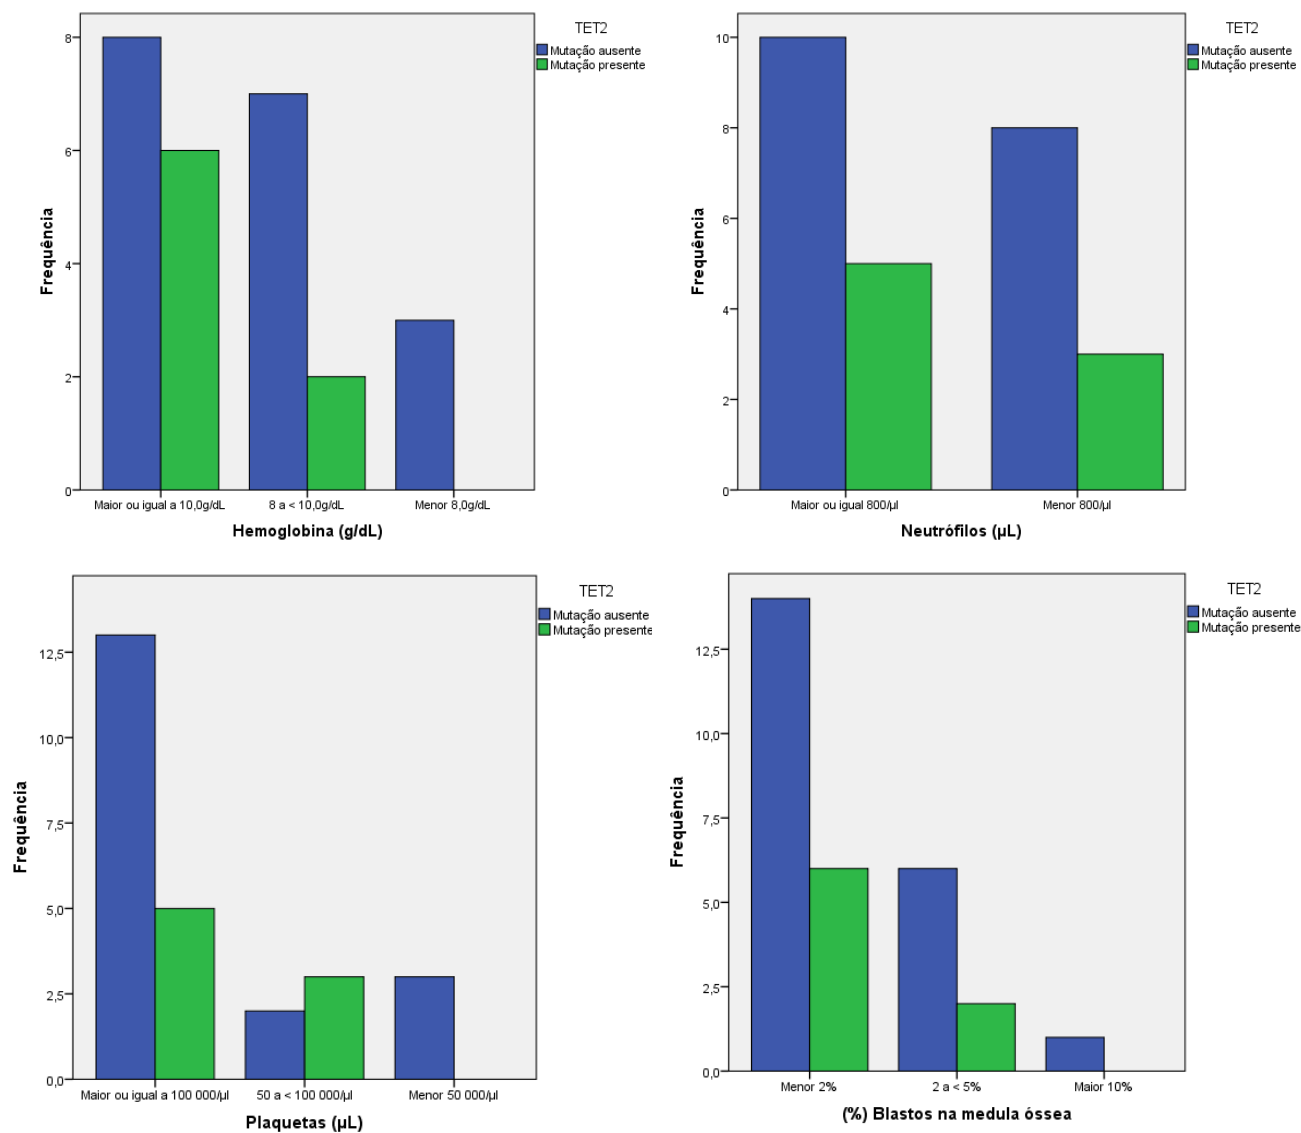 TET2
Mutação ausente
Mutação presente
8
6
4
2
0
Frequência
Maior ou igual a 10,0g/dL
8 a < 10,0g/dL
Menor 8,0g/dL
Hemoglobina (g/dL)
TET2
Mutação ausente
Mutação presente
10
8
6
4
2
0
Frequência
Maior ou igual 800/µl
Menor 800/µl
Neutrófilos (µL)
TET2
Mutação ausente
Mutação presente
12,5
10,0
7,5
5,0
2,5
0,0
Frequência
Maior ou igual a 100 000/µl
50 a < 100 000/µl
Menor 50 000/µl
Plaquetas (µL)
TET2
Mutação ausente
Mutação presente
12,5
10,0
7,5
5,0
2,5
0,0
Frequência
Menor 2%
2 a < 5%
Maior 10%
(%) Blastos na medula óssea